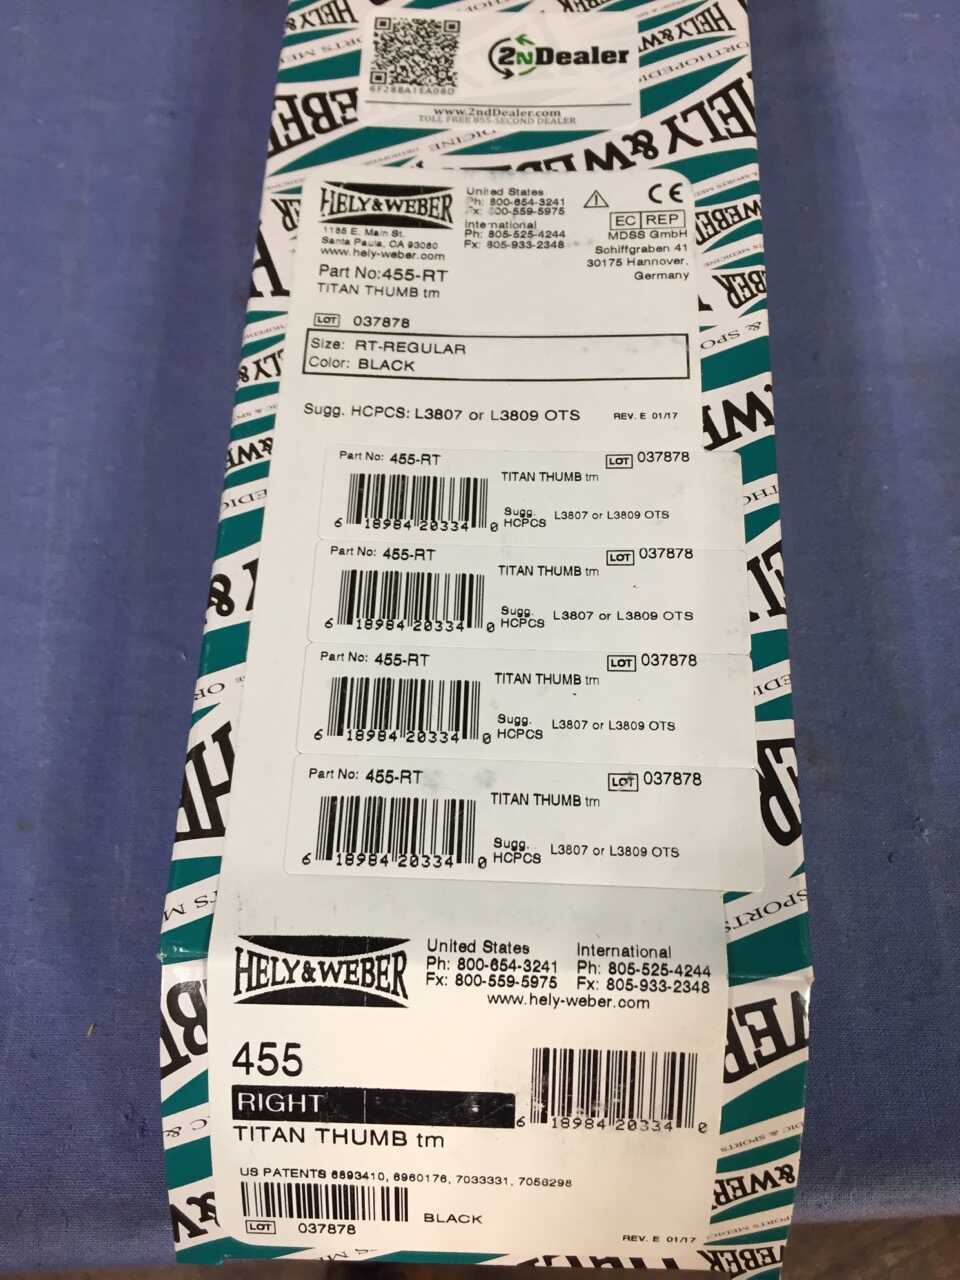 6F28BA1EA08D
2NDealer
www.2ndDealer.com
TOLL FREE 855-SECOND DEALER
HELY & WEBER
1185 E. Main St.
Santa Paula, CA 93060
www.hely-weber.com
United States
Ph: 800-654-3241
Fx: 800-559-5975
International
Ph: 805-525-4244
Fx: 805-933-2348
CE
EC REP
MDSS GmbH
Schiffgraben 41
30175 Hannover,
Germany
Part No:455-RT
TITAN THUMB tm
LOT 037878
Size: RT-REGULAR
Color: BLACK
Sugg. HCPCS: L3807 or L3809 OTS REV. E 01/17
Part No: 455-RT LOT 037878
TITAN THUMB tm
6 18984 20334 0
Sugg. HCPCS L3807 or L3809 OTS
Part No: 455-RT LOT 037878
TITAN THUMB tm
6 18984 20334 0
Sugg. HCPCS L3807 or L3809 OTS
Part No: 455-RT LOT 037878
TITAN THUMB tm
6 18984 20334 0
Sugg. HCPCS L3807 or L3809 OTS
Part No: 455-RT LOT 037878
TITAN THUMB tm
6 18984 20334 0
Sugg. HCPCS L3807 or L3809 OTS
HELY & WEBER
United States
Ph: 800-654-3241
Fx: 800-559-5975
International
Ph: 805-525-4244
Fx: 805-933-2348
www.hely-weber.com
455
RIGHT
TITAN THUMB tm
6 18984 20334 0
US PATENTS 6893410, 6960176, 7033331, 7056298
LOT 037878
BLACK
REV. E 01/17